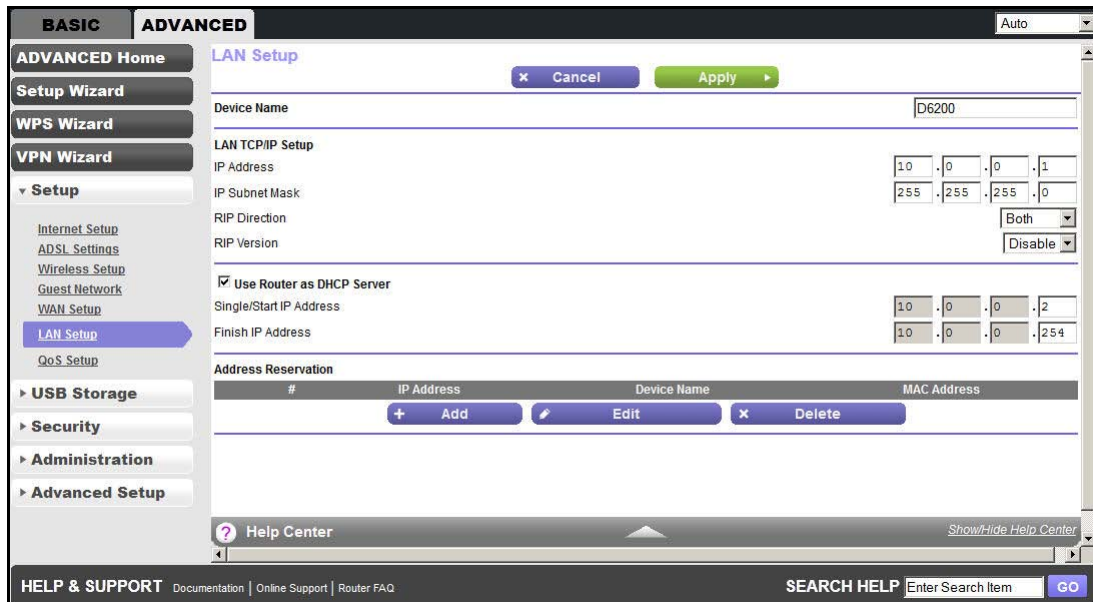 BASIC ADVANCED Auto
ADVANCED Home
Setup Wizard
WPS Wizard
VPN Wizard
Setup
Internet Setup
ADSL Settings
Wireless Setup
Guest Network
WAN Setup
LAN Setup
QoS Setup
USB Storage
Security
Administration
Advanced Setup
LAN Setup
Cancel Apply
Device Name D6200
LAN TCP/IP Setup
IP Address 10 . 0 . 0 . 1
IP Subnet Mask 255 . 255 . 255 . 0
RIP Direction Both
RIP Version Disable
Use Router as DHCP Server
Single/Start IP Address 10 . 0 . 0 . 2
Finish IP Address 10 . 0 . 0 . 254
Address Reservation
# IP Address Device Name MAC Address
+ Add Edit Delete
? Help Center Show/Hide Help Center
HELP & SUPPORT Documentation | Online Support | Router FAQ SEARCH HELP Enter Search Item GO